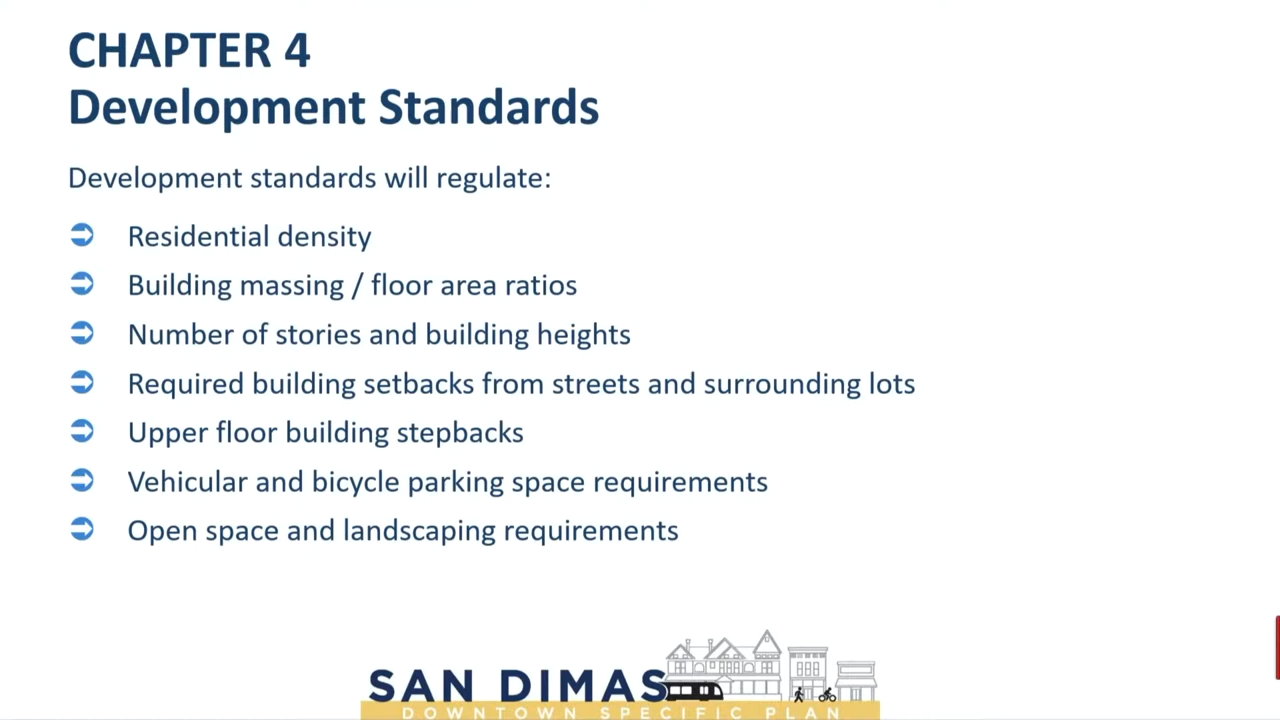 CHAPTER 4
Development Standards
Development standards will regulate:
Residential density
Building massing / floor area ratios
Number of stories and building heights
Required building setbacks from streets and surrounding lots
Upper floor building stepbacks
Vehicular and bicycle parking space requirements
Open space and landscaping requirements
SAN DIMAS
DOWNTOWN SPECIFIC PLAN